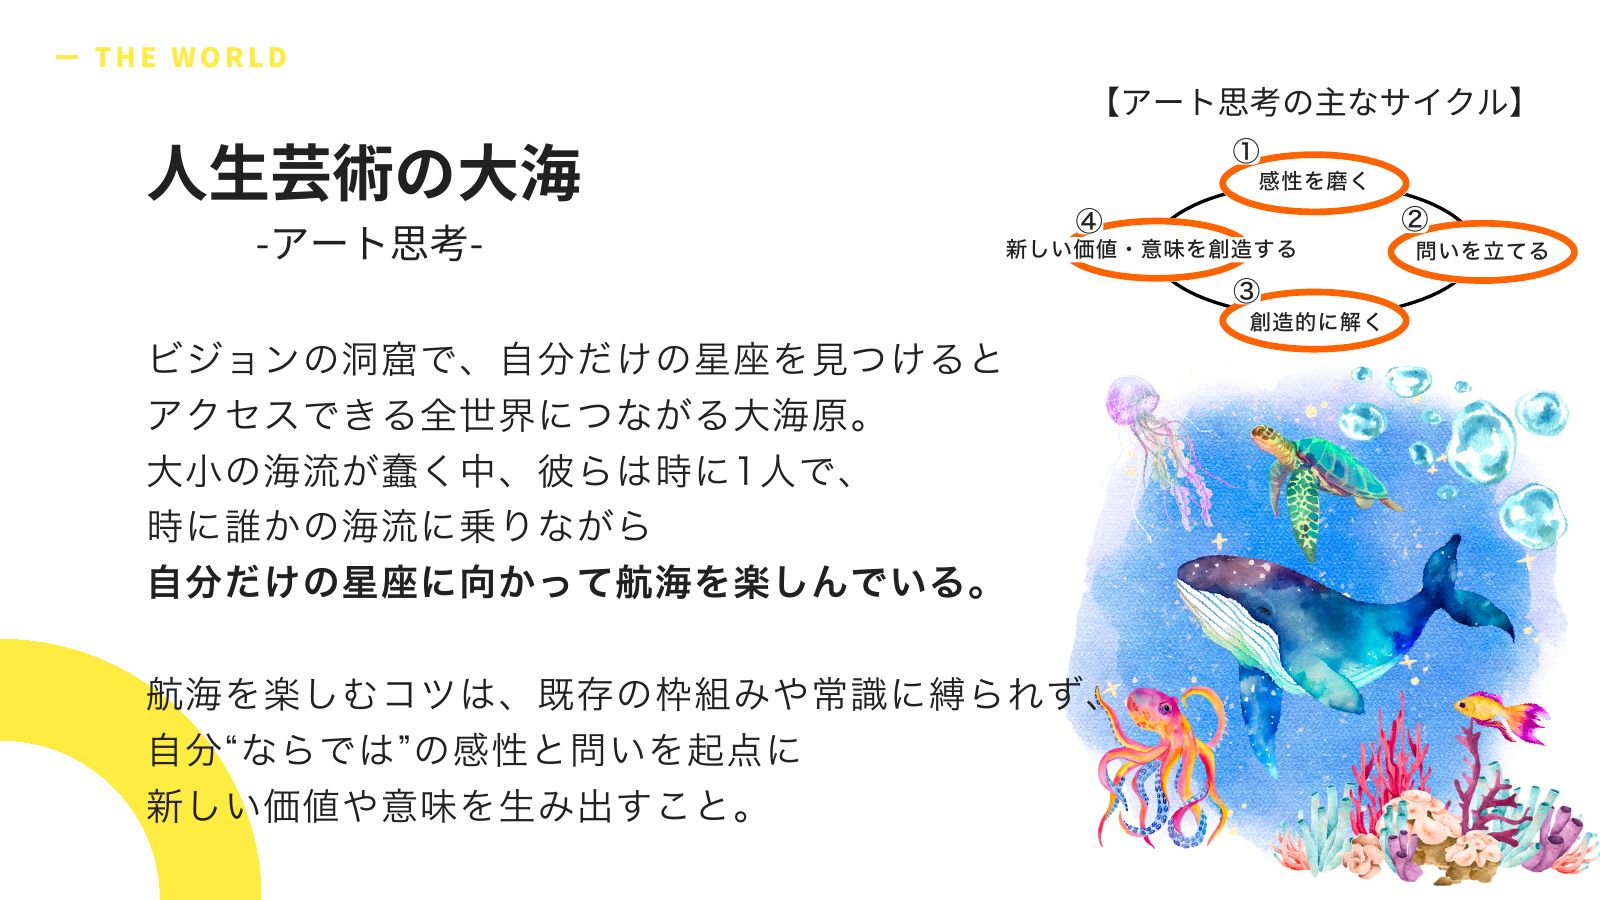 — THE WORLD
人生芸術の大海
-アート思考-
ビジョンの洞窟で、自分だけの星座を見つけると
アクセスできる全世界につながる大海原。
大小の海流が蠢く中、彼らは時に1人で、
時に誰かの海流に乗りながら
自分だけの星座に向かって航海を楽しんでいる。
航海を楽しむコツは、既存の枠組みや常識に縛られず、
自分“ならでは”の感性と問いを起点に
新しい価値や意味を生み出すこと。
【アート思考の主なサイクル】
①
感性を磨く
②
問いを立てる
③
創造的に解く
④
新しい価値・意味を創造する